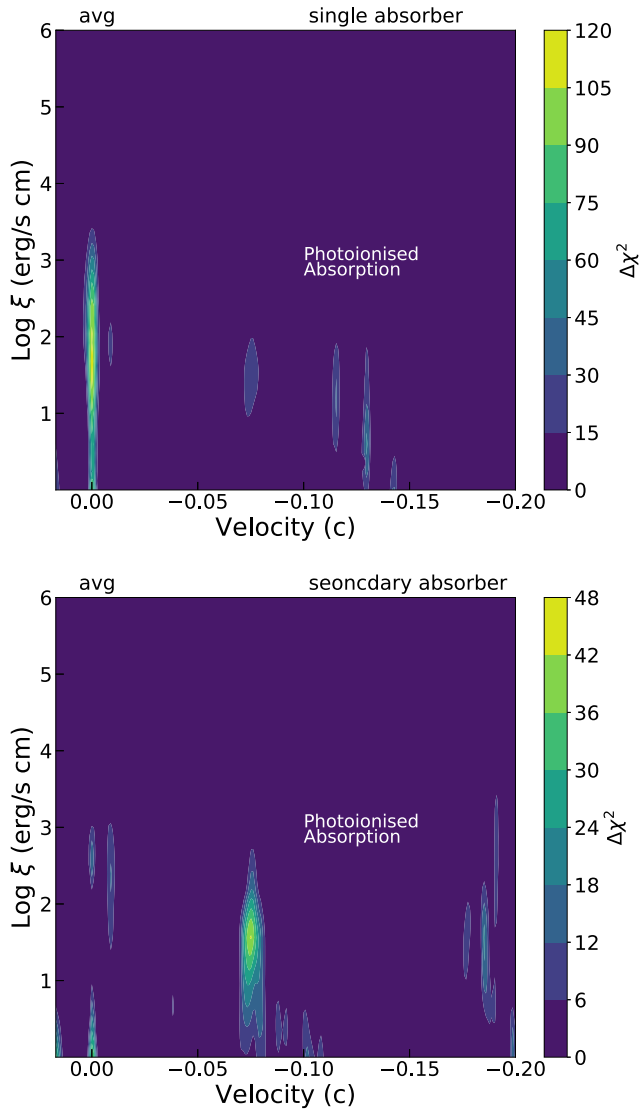 avg single absorber
6
5
4
3
2
1
Log ξ (erg/s cm)
Photoionised
Absorption
0.00 −0.05 −0.10 −0.15 −0.20
Velocity (c)
120
105
90
75
60
45
30
15
0
Δχ²
avg seoncdary absorber
6
5
4
3
2
1
Log ξ (erg/s cm)
Photoionised
Absorption
0.00 −0.05 −0.10 −0.15 −0.20
Velocity (c)
48
42
36
30
24
18
12
6
0
Δχ²